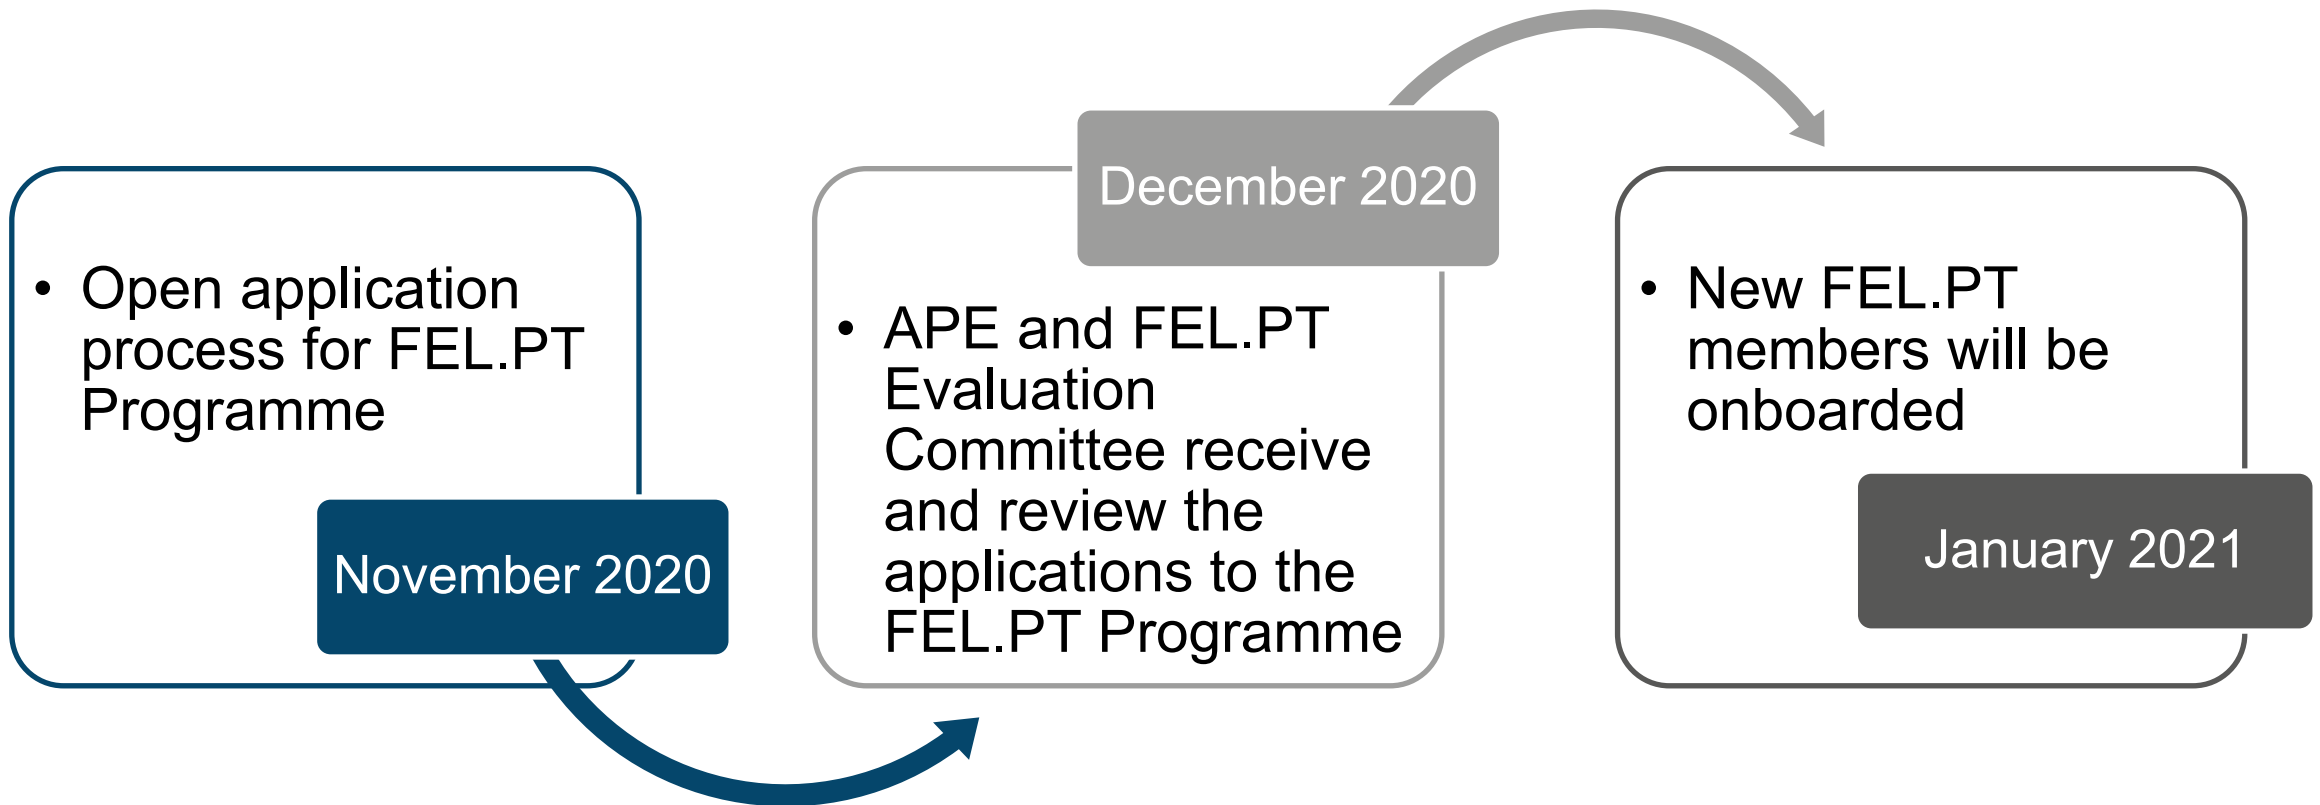 • Open application
process for FEL.PT
Programme
November 2020
December 2020
• APE and FEL.PT
Evaluation
Committee receive
and review the
applications to the
FEL.PT Programme
• New FEL.PT
members will be
onboarded
January 2021